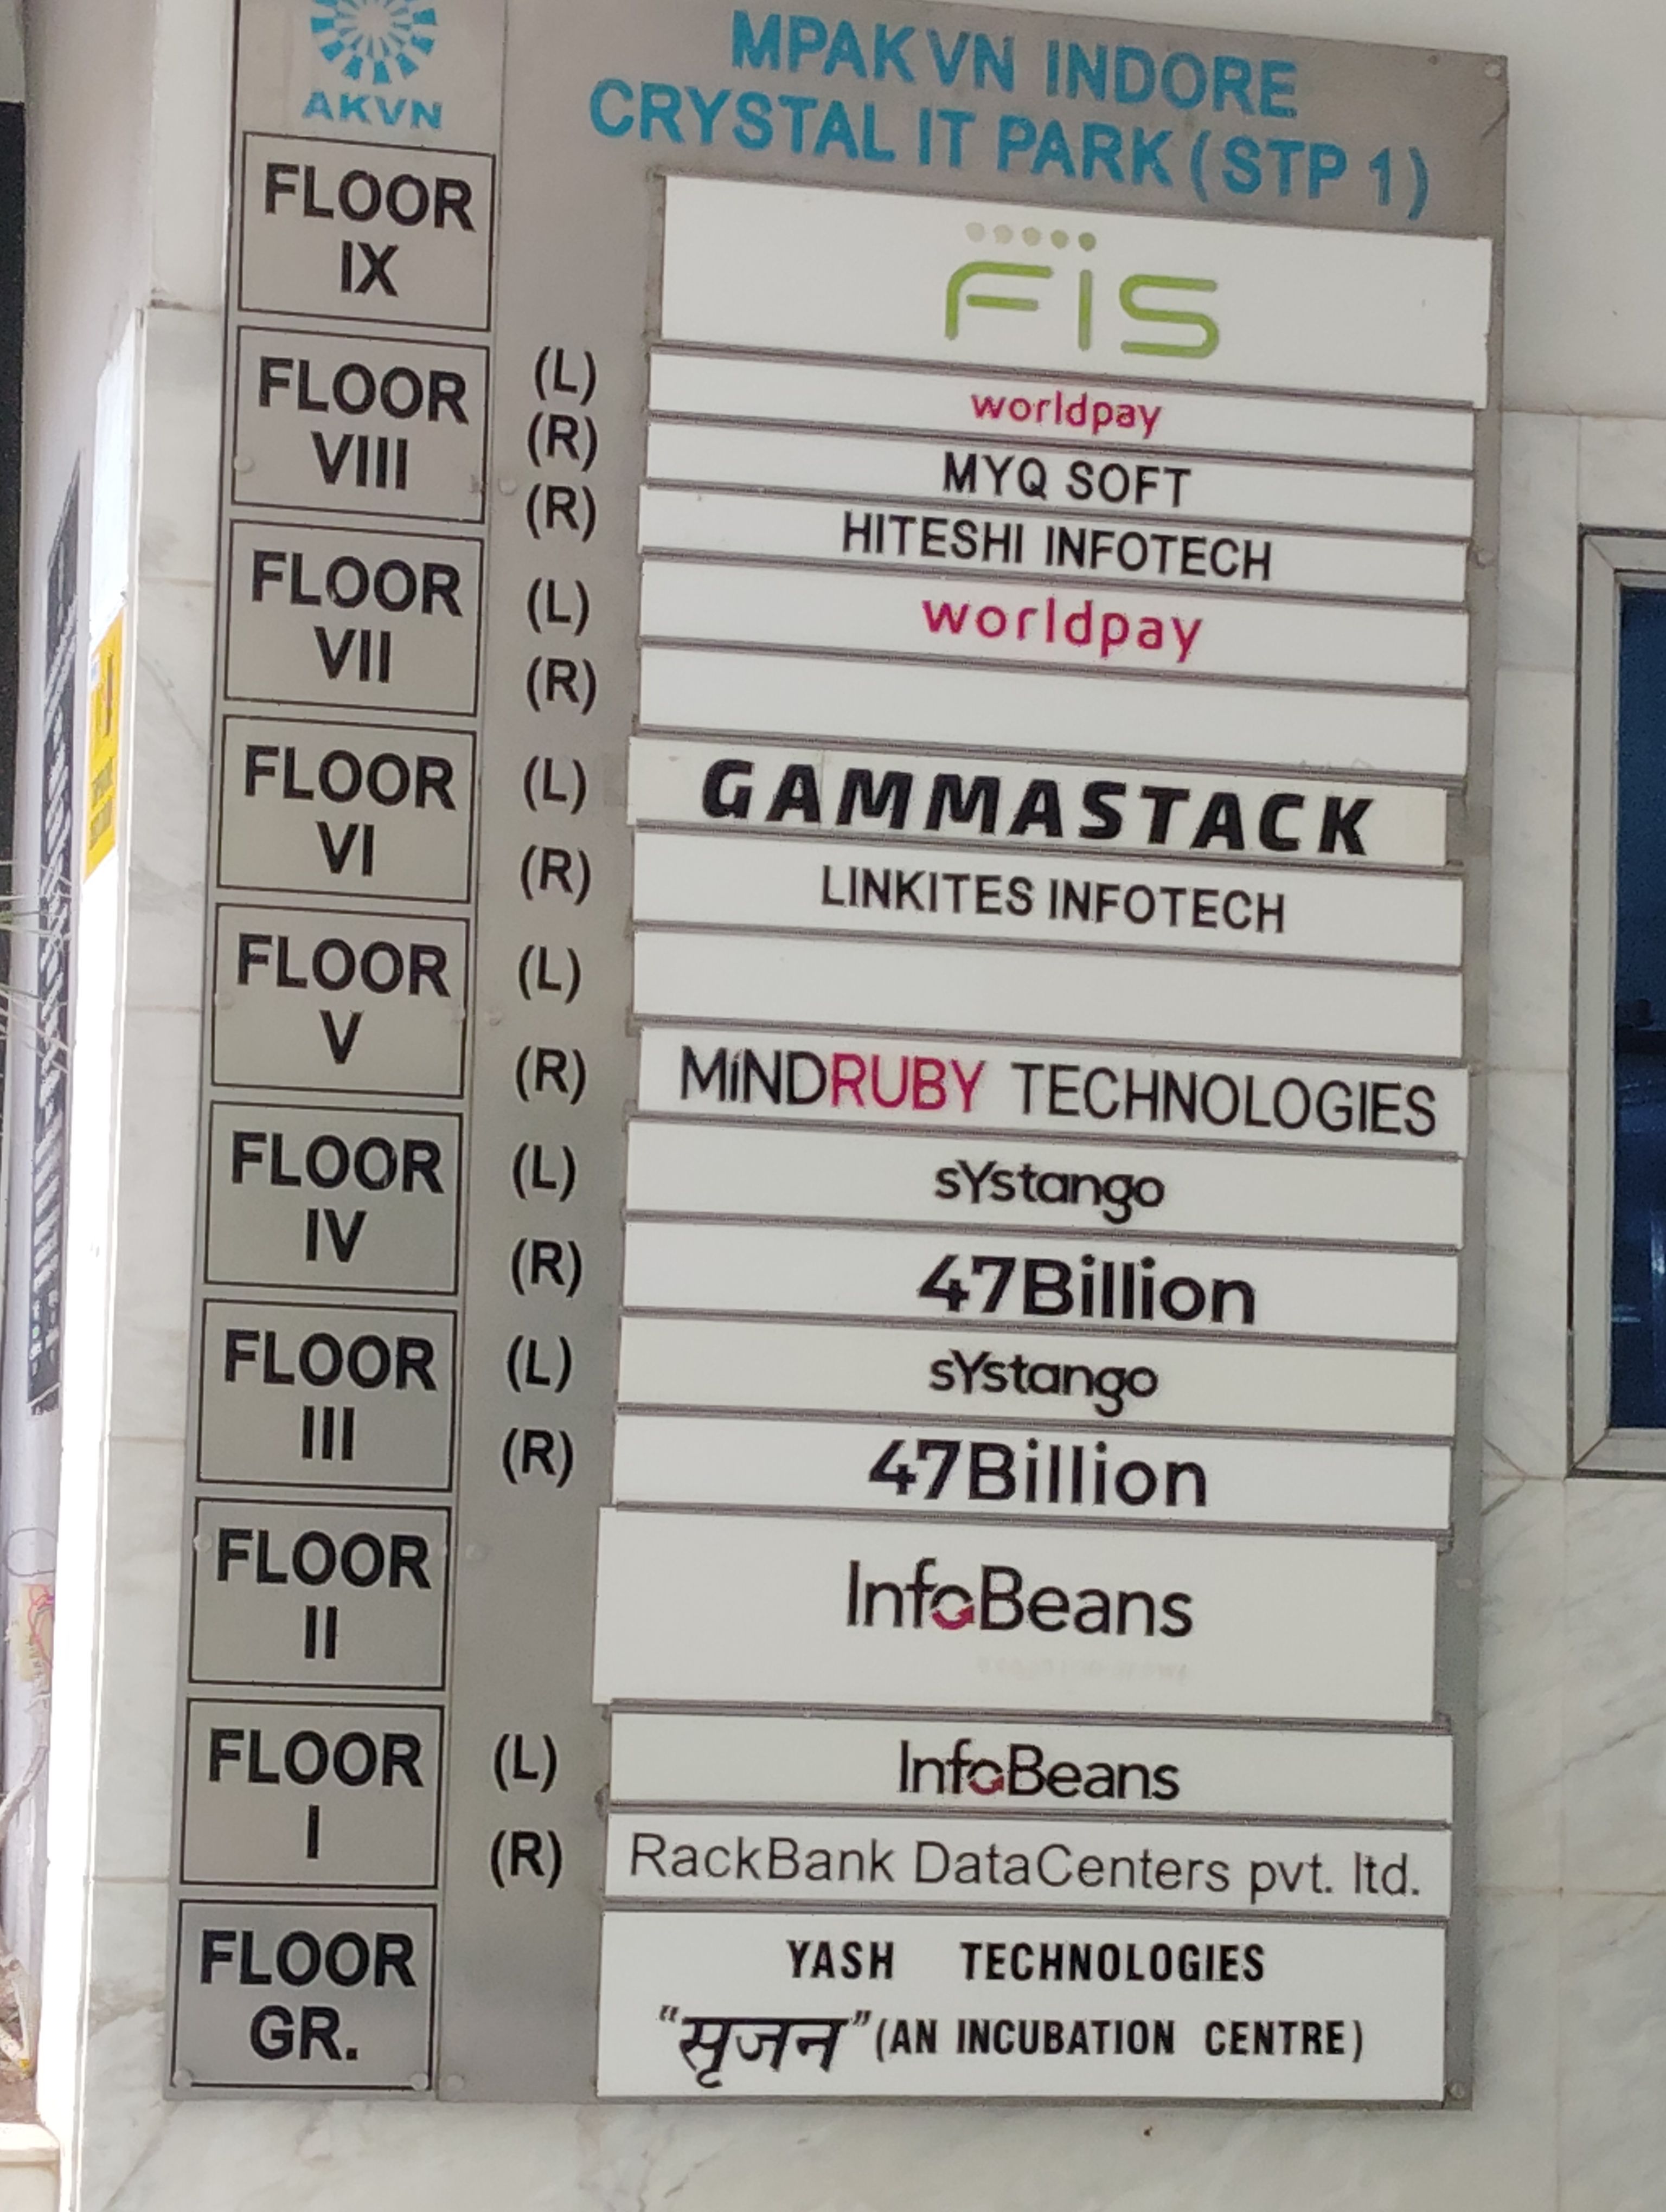 AKVN
MPAKVN INDORE
CRYSTAL IT PARK (STP 1)
FLOOR
IX
FIS
FLOOR
VIII
(L) worldpay
(R) MYQ SOFT
(R) HITESHI INFOTECH
FLOOR
VII
(L) worldpay
(R)
FLOOR
VI
(L) GAMMASTACK
(R) LINKITES INFOTECH
FLOOR
V
(L)
(R) MiNDRUBY TECHNOLOGIES
FLOOR
IV
(L) sYstango
(R) 47Billion
FLOOR
III
(L) sYstango
(R) 47Billion
FLOOR
II
InfoBeans
FLOOR
I
(L) InfoBeans
(R) RackBank DataCenters pvt. ltd.
FLOOR
GR.
YASH TECHNOLOGIES
"सृजन" (AN INCUBATION CENTRE)